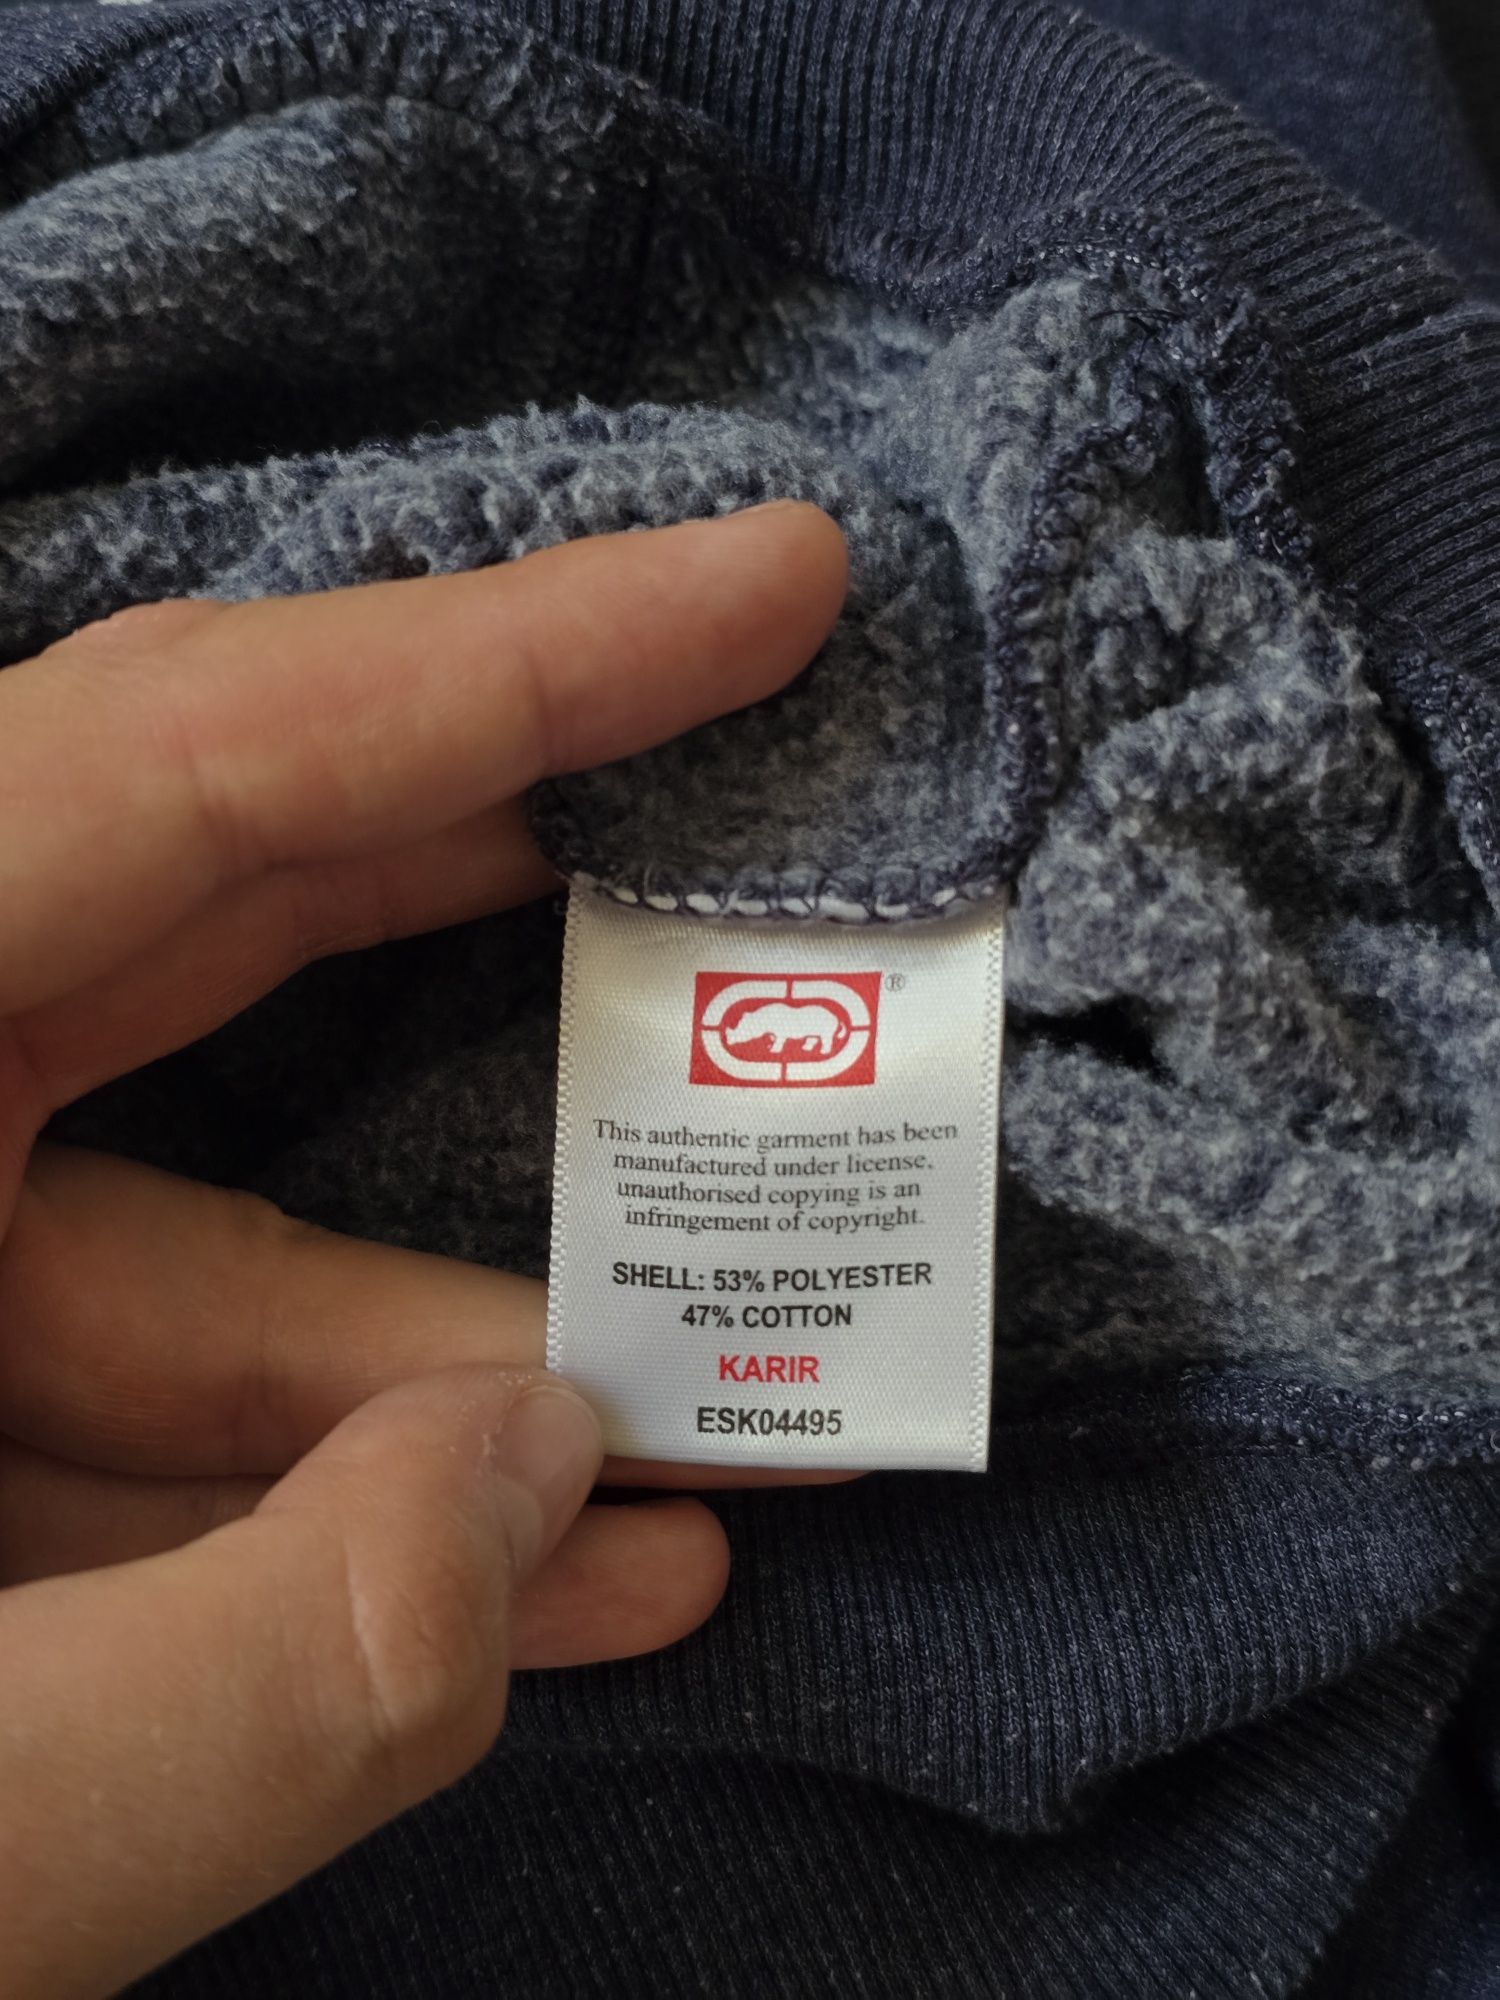 ®
This authentic garment has been
manufactured under license.
unauthorised copying is an
infringement of copyright.
SHELL: 53% POLYESTER
47% COTTON
KARIR
ESK04495